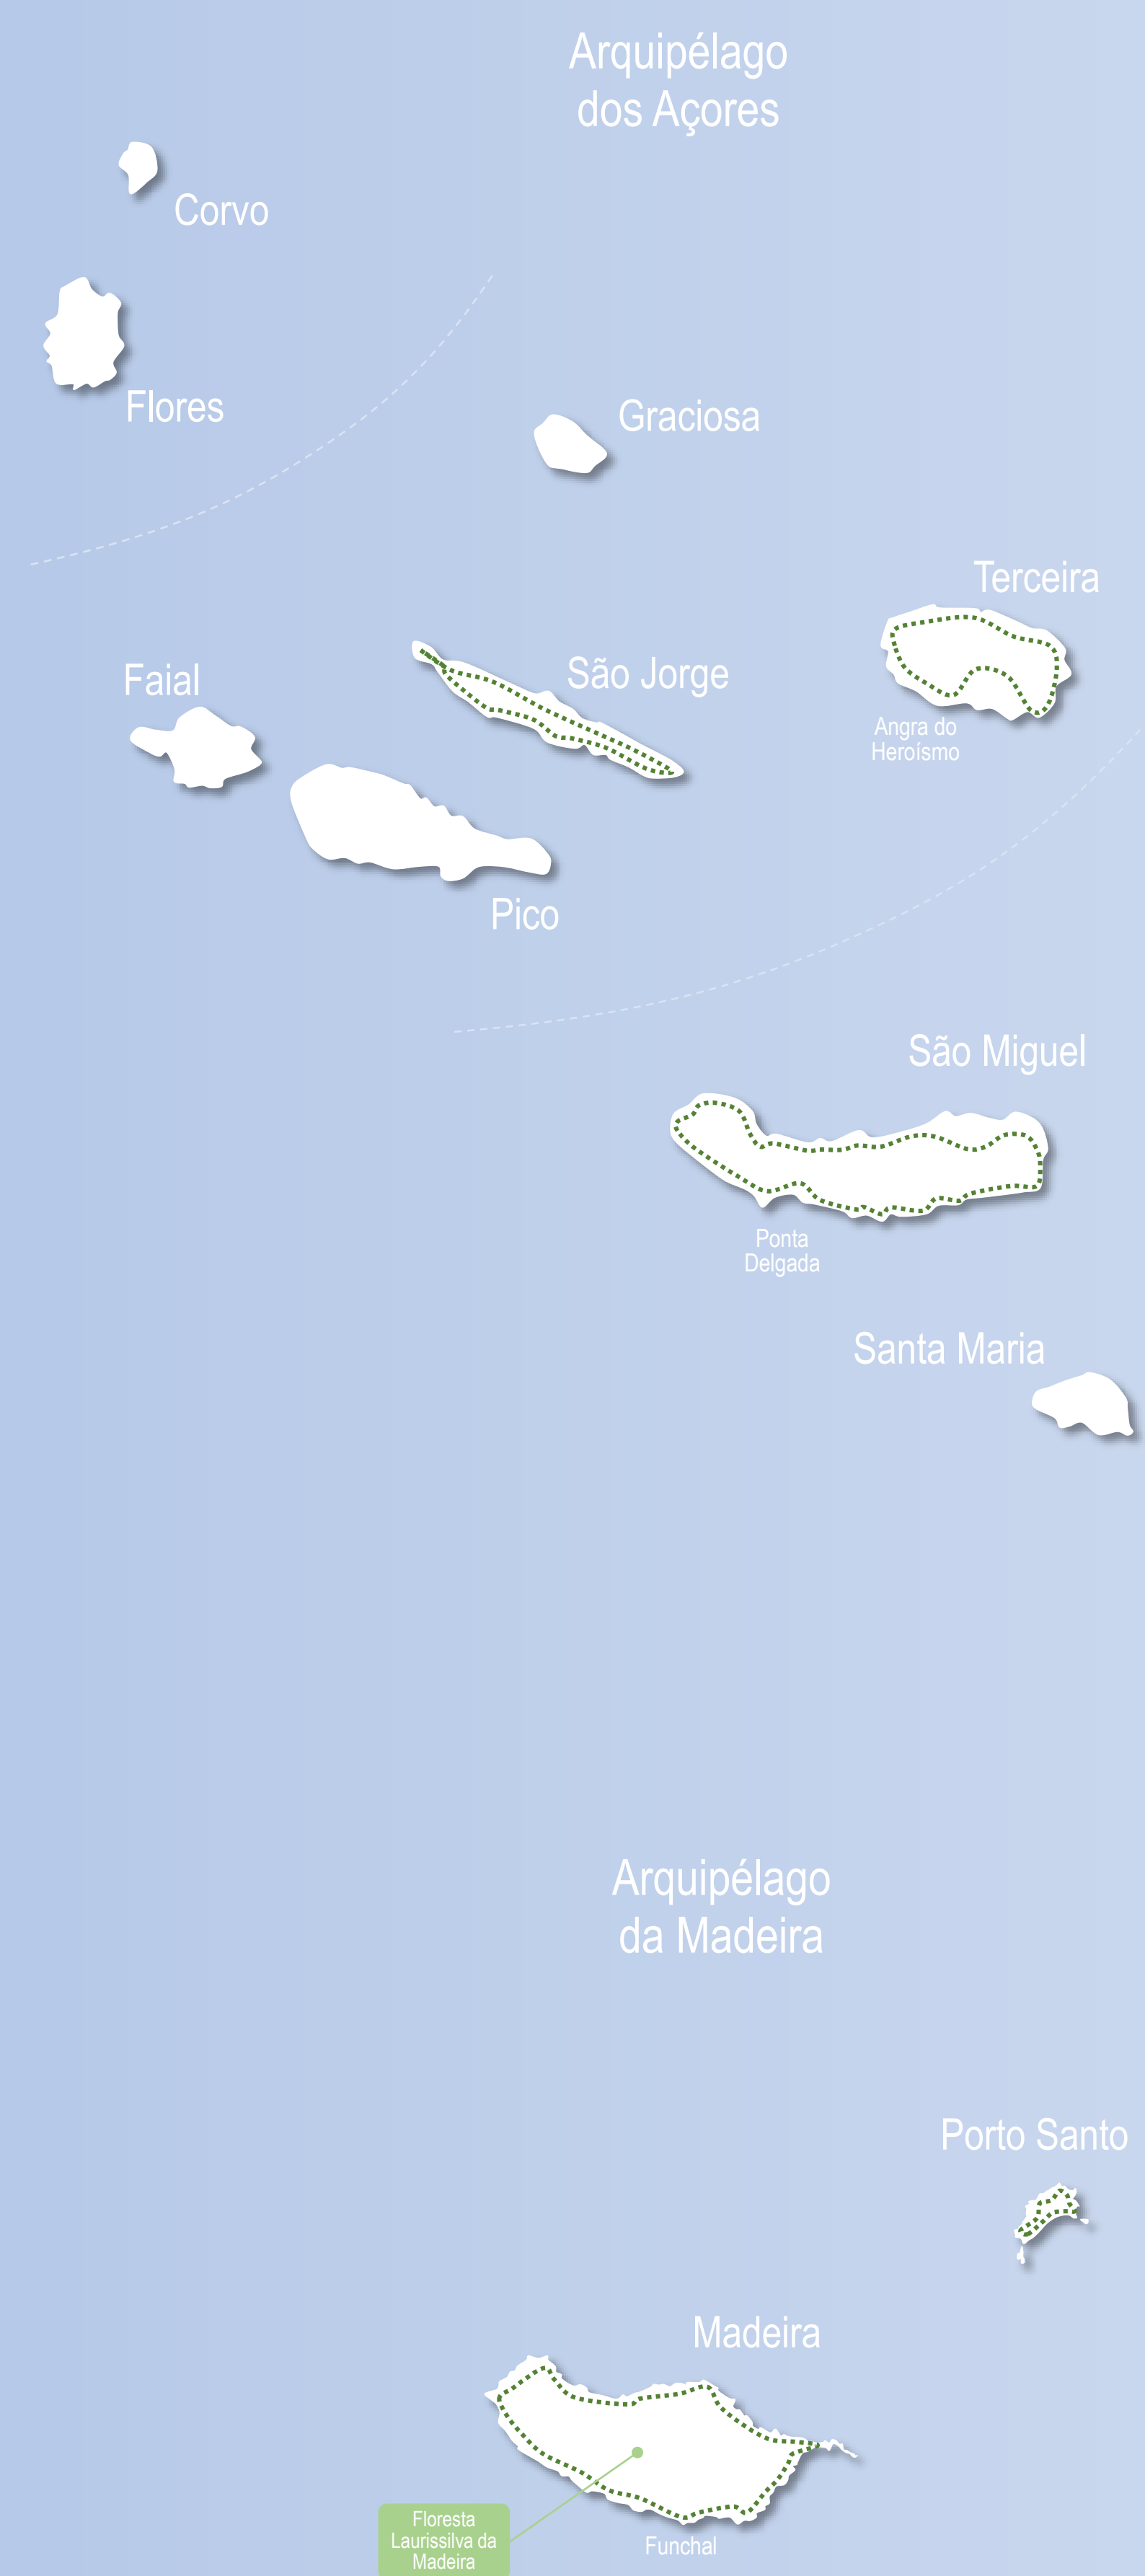 Arquipélago
dos Açores
Corvo
Flores
Graciosa
Terceira
São Jorge
Faial
Angra do
Heroísmo
Pico
São Miguel
Ponta
Delgada
Santa Maria
Arquipélago
da Madeira
Porto Santo
Madeira
Floresta
Laurissilva da
Madeira
Funchal